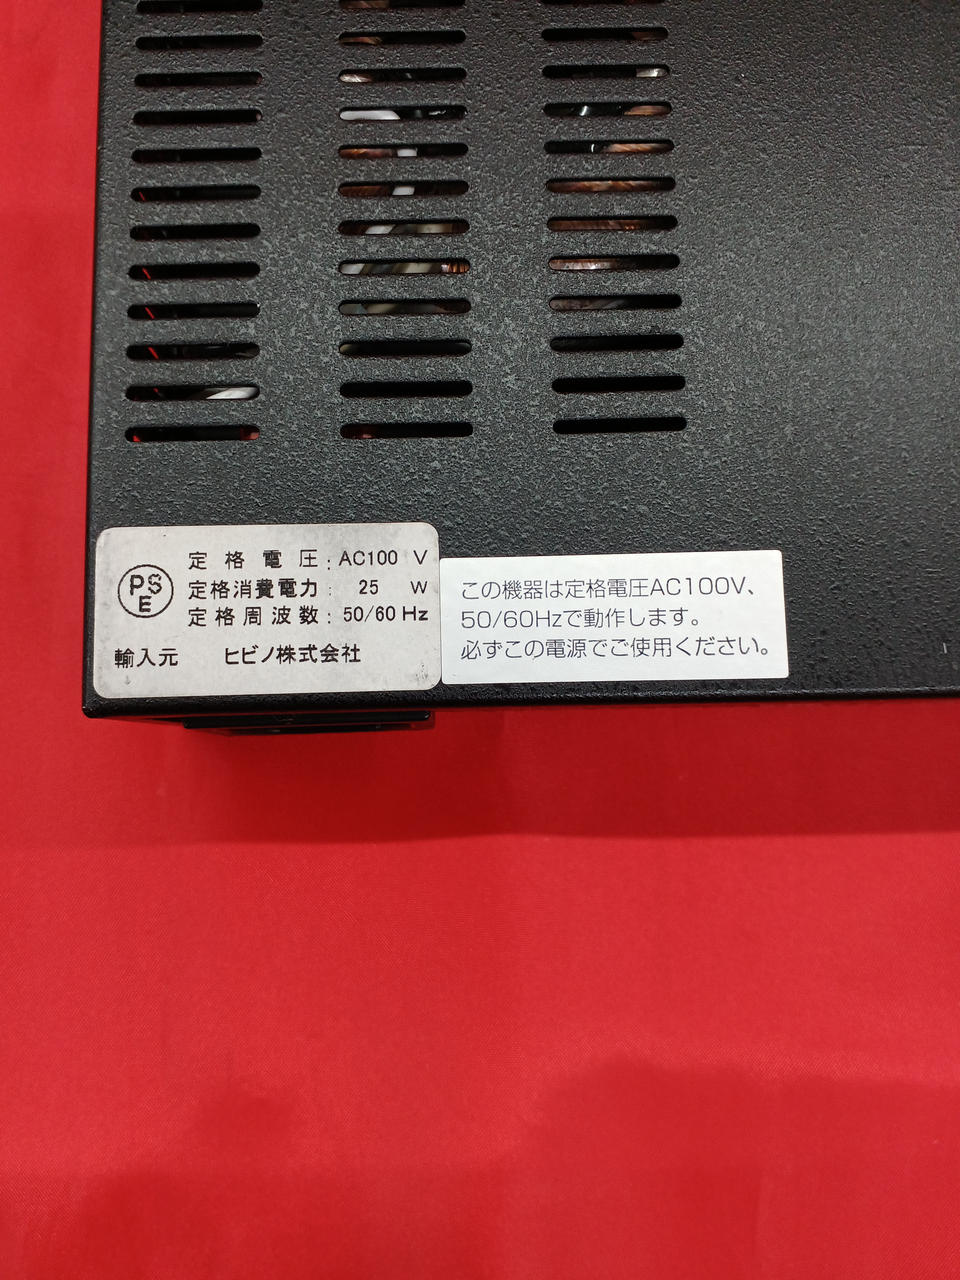 PS
E
定格電圧: AC100 V
定格消費電力: 25 W
定格周波数: 50/60 Hz
輸入元 ヒビノ株式会社
この機器は定格電圧AC100V、
50/60Hzで動作します。
必ずこの電源でご使用ください。